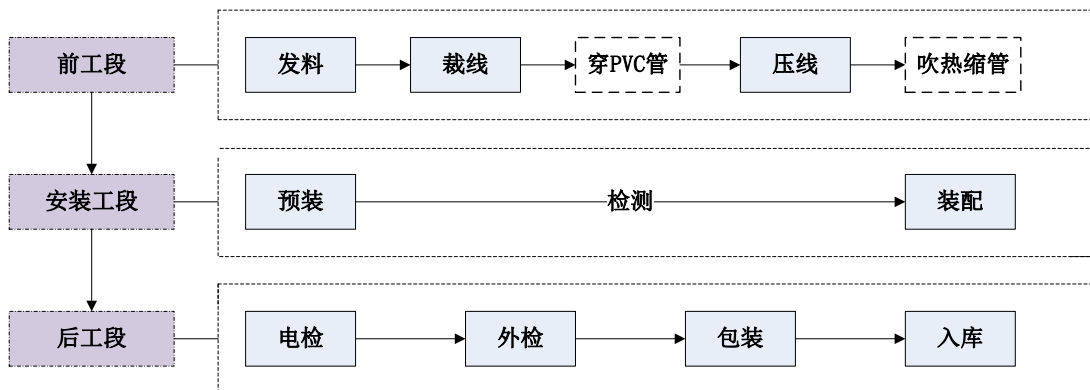 前工段 发料 裁线 穿PVC管 压线 吹热缩管
安装工段 预装 检测 装配
后工段 电检 外检 包装 入库